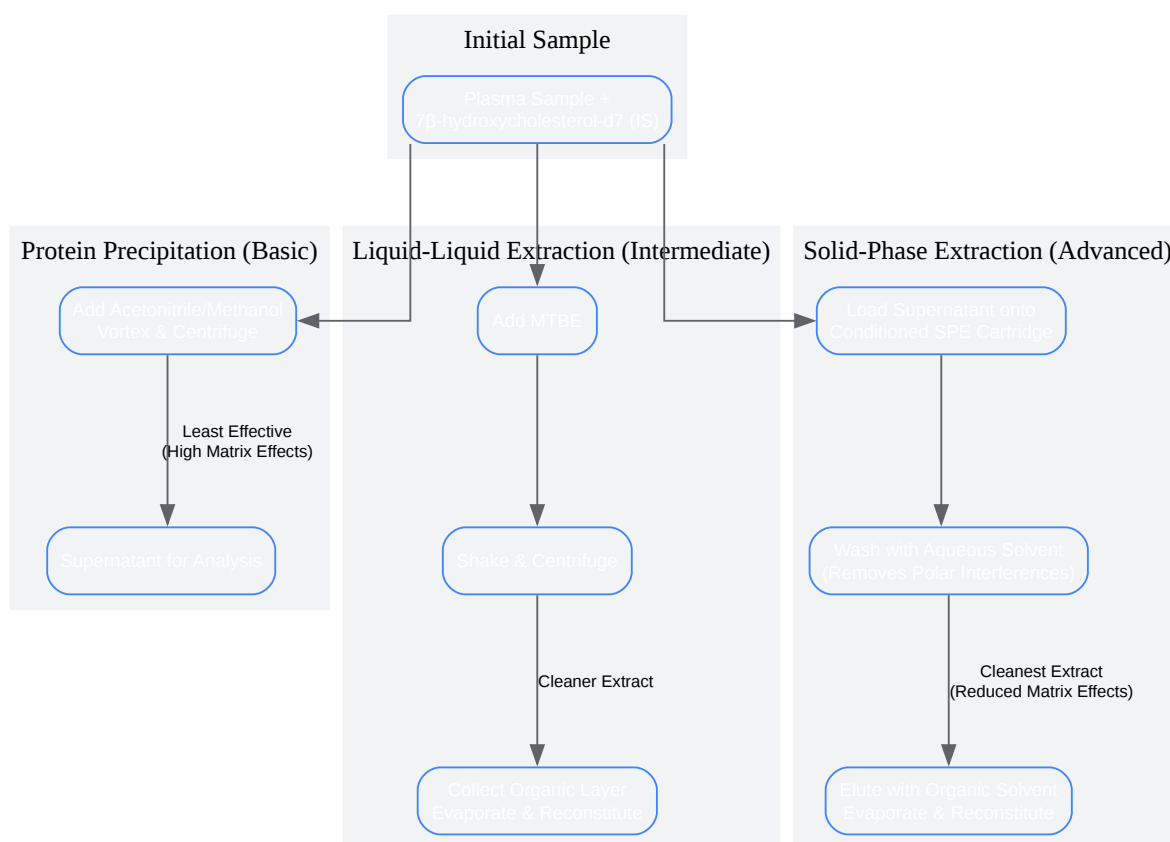 Initial Sample
Plasma Sample +
7β-hydroxycholesterol-d7 (IS)
Protein Precipitation (Basic)
Add Acetonitrile/Methanol
Vortex & Centrifuge
Least Effective
(High Matrix Effects)
Supernatant for Analysis
Liquid-Liquid Extraction (Intermediate)
Add MTBE
Shake & Centrifuge
Cleaner Extract
Collect Organic Layer
Evaporate & Reconstitute
Solid-Phase Extraction (Advanced)
Load Supernatant onto
Conditioned SPE Cartridge
Wash with Aqueous Solvent
(Removes Polar Interferences)
Cleanest Extract
(Reduced Matrix Effects)
Elute with Organic Solvent
Evaporate & Reconstitute